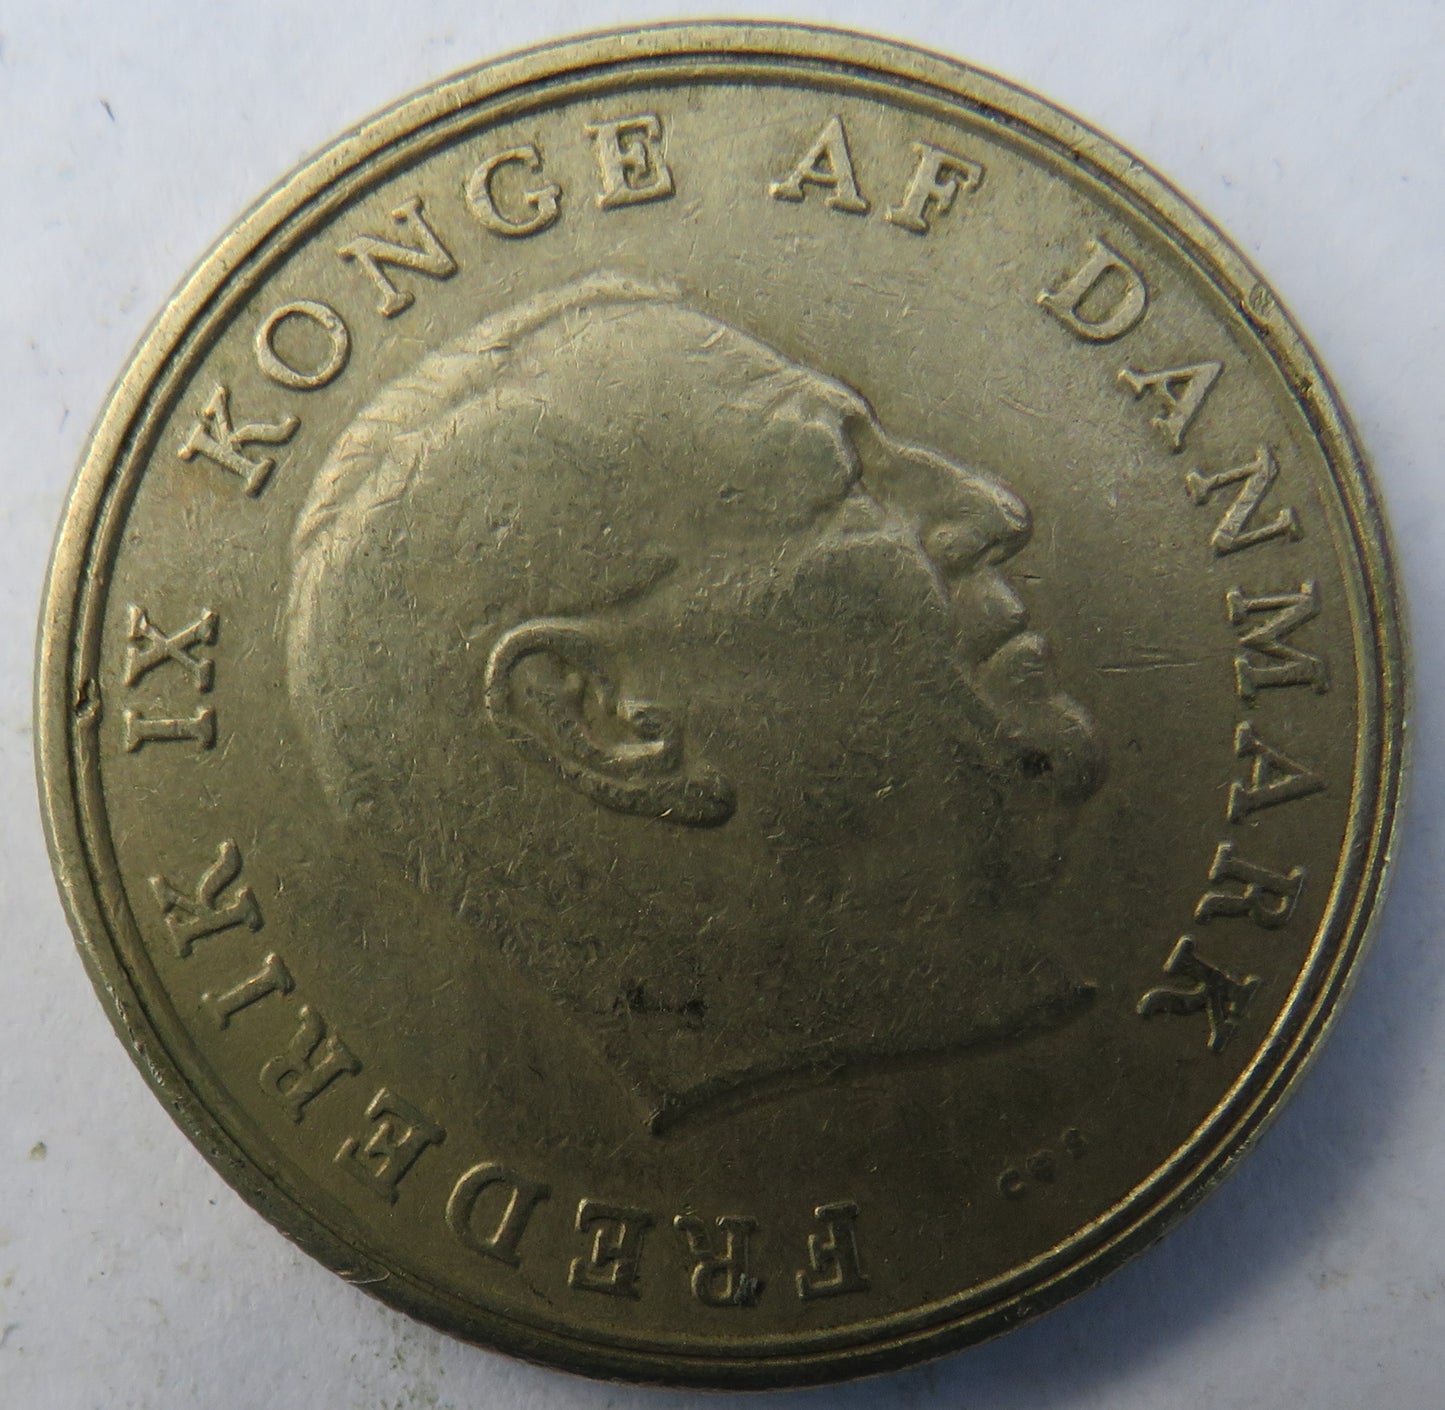 FREDERIK IX KONGE AF DANMARK